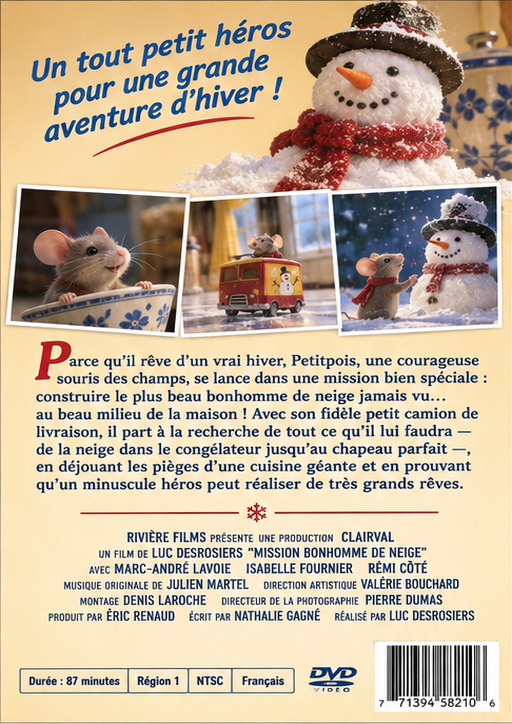 Un tout petit héros
pour une grande
aventure d'hiver !
Parce qu'il rêve d'un vrai hiver, Petitpois, une courageuse
souris des champs, se lance dans une mission bien spéciale :
construire le plus beau bonhomme de neige jamais vu…
au beau milieu de la maison ! Avec son fidèle petit camion de
livraison, il part à la recherche de tout ce qu'il lui faudra —
de la neige dans le congélateur jusqu'au chapeau parfait —,
en déjouant les pièges d'une cuisine géante et en prouvant
qu'un minuscule héros peut réaliser de très grands rêves.
RIVIÈRE FILMS PRÉSENTE UNE PRODUCTION CLAIRVAL
UN FILM DE LUC DESROSIERS "MISSION BONHOMME DE NEIGE"
AVEC MARC-ANDRÉ LAVOIE ISABELLE FOURNIER RÉMI CÔTÉ
MUSIQUE ORIGINALE DE JULIEN MARTEL DIRECTION ARTISTIQUE VALÉRIE BOUCHARD
MONTAGE DENIS LAROCHE DIRECTEUR DE LA PHOTOGRAPHIE PIERRE DUMAS
PRODUIT PAR ÉRIC RENAUD ÉCRIT PAR NATHALIE GAGNÉ RÉALISÉ PAR LUC DESROSIERS
Durée : 87 minutes Région 1 NTSC Français
DVD
VIDEO
7 71394 58210 6